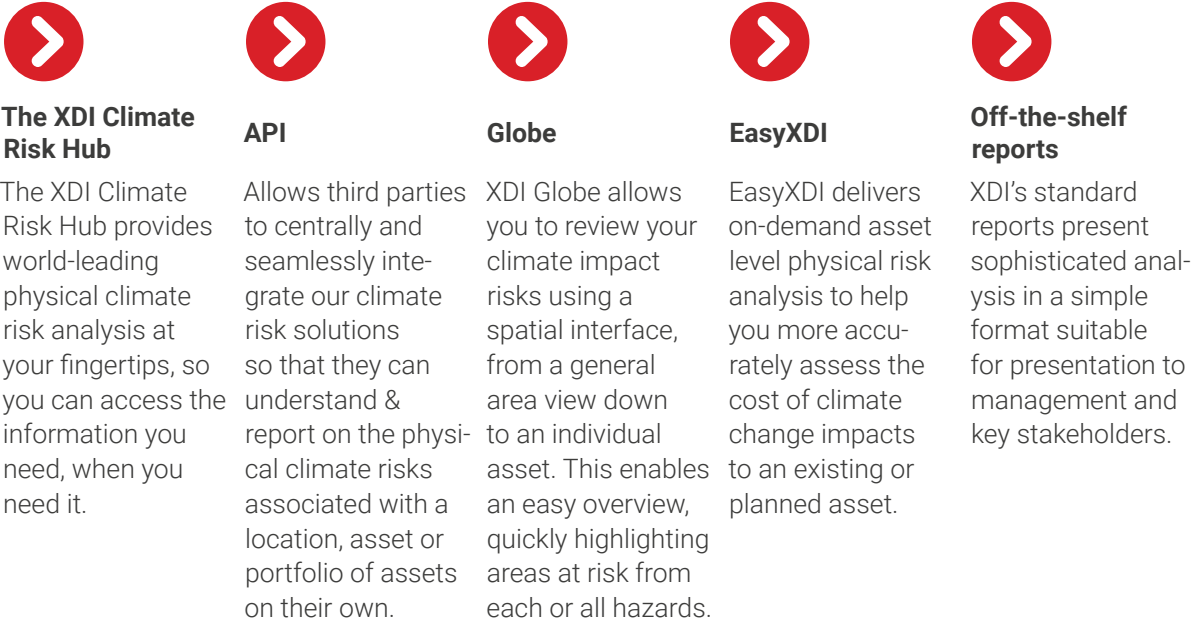 The XDI Climate
Risk Hub
The XDI Climate
Risk Hub provides
world-leading
physical climate
risk analysis at
your fingertips, so
you can access the
information you
need, when you
need it.
API
Allows third parties
to centrally and
seamlessly inte-
grate our climate
risk solutions
so that they can
understand &
report on the physi-
cal climate risks
associated with a
location, asset or
portfolio of assets
on their own.
Globe
XDI Globe allows
you to review your
climate impact
risks using a
spatial interface,
from a general
area view down
to an individual
asset. This enables
an easy overview,
quickly highlighting
areas at risk from
each or all hazards.
EasyXDI
EasyXDI delivers
on-demand asset
level physical risk
analysis to help
you more accu-
rately assess the
cost of climate
change impacts
to an existing or
planned asset.
Off-the-shelf
reports
XDI’s standard
reports present
sophisticated anal-
ysis in a simple
format suitable
for presentation to
management and
key stakeholders.